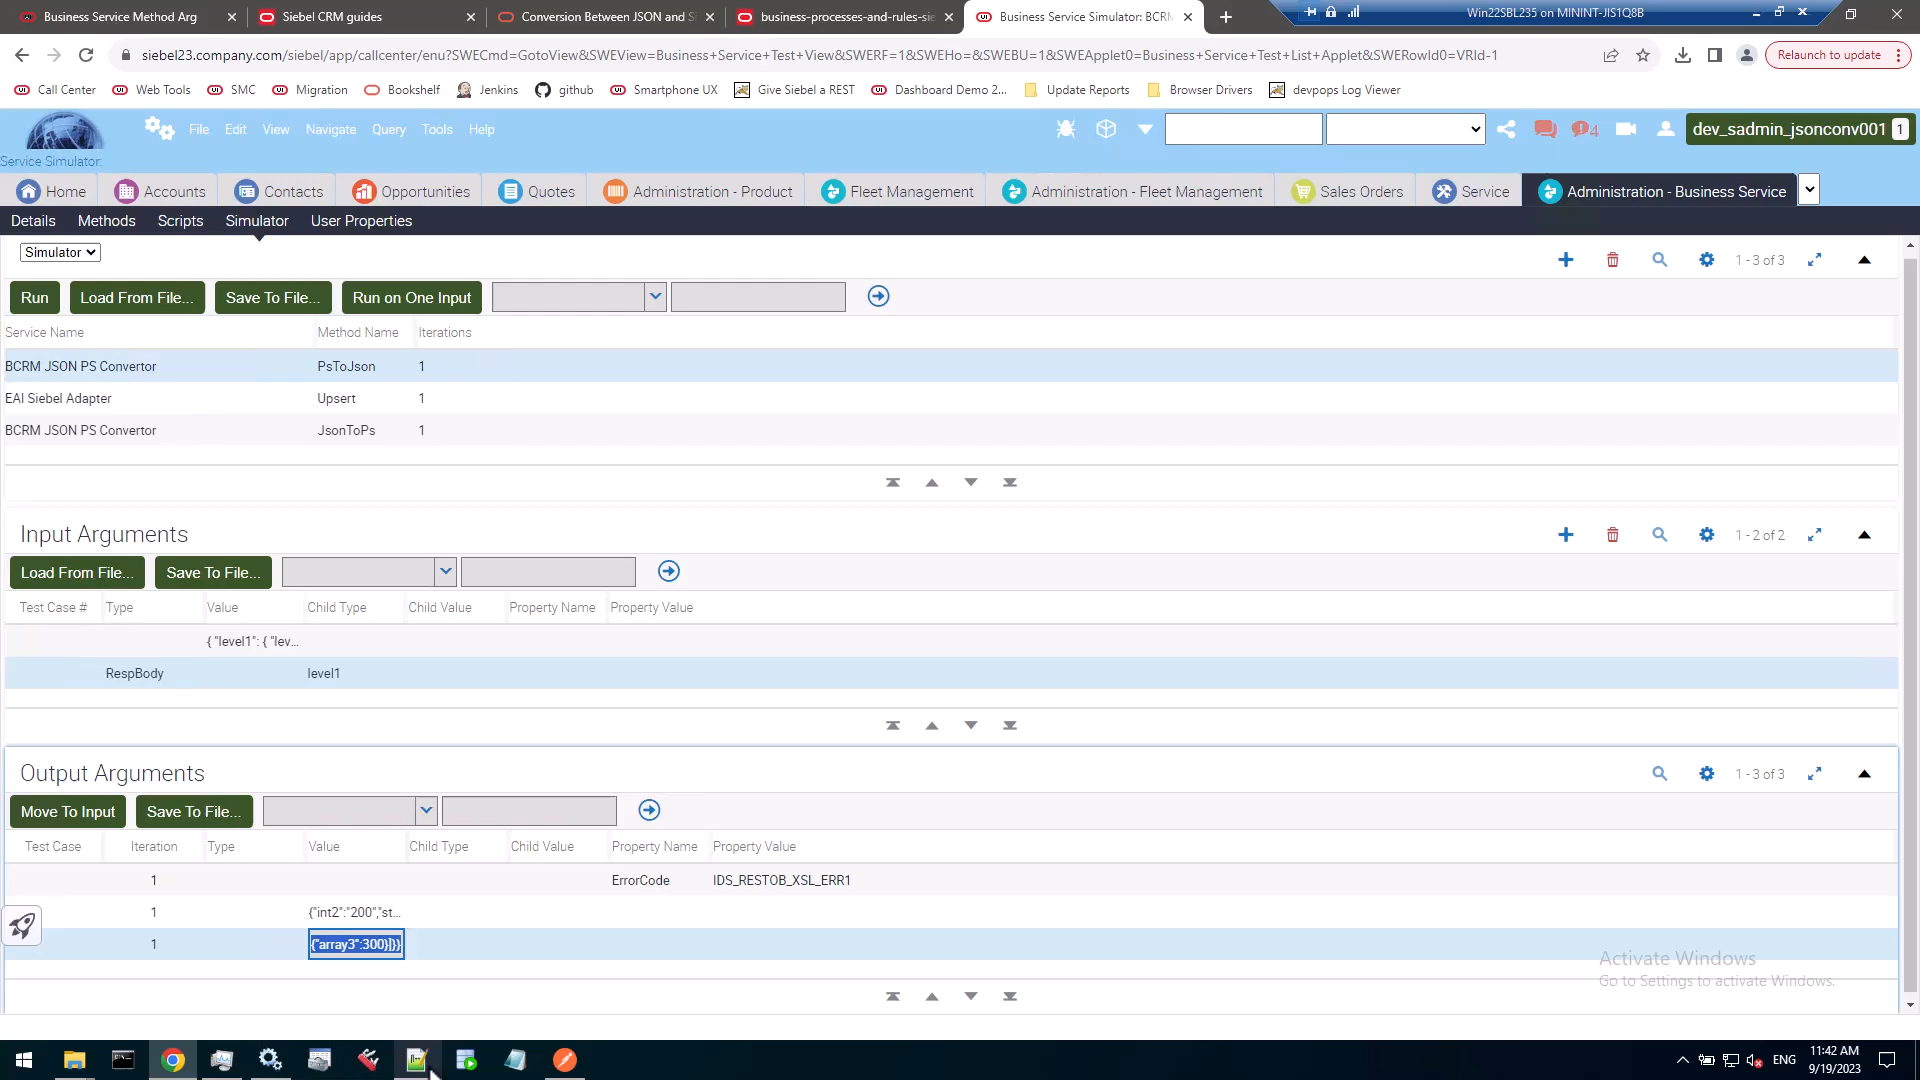 Business Service Method Arg
Siebel CRM guides
Conversion Between JSON and S
business-processes-and-rules-sie
Business Service Simulator: BCRM
Win22SBL235 on MININT-JIS1Q8B
siebel23.company.com/siebel/app/callcenter/enu?SWECmd=GotoView&SWEView=Business+Service+Test+View&SWERF=1&SWEHo=&SWEBU=1&SWEApplet0=Business+Service+Test+List+Applet&SWERowId0=VRId-1
Relaunch to update
Call Center Web Tools SMC Migration Bookshelf Jenkins github Smartphone UX Give Siebel a REST Dashboard Demo 2... Update Reports Browser Drivers devpops Log Viewer
File Edit View Navigate Query Tools Help
4
dev_sadmin_jsonconv001 1
Service Simulator:
Home Accounts Contacts Opportunities Quotes Administration - Product Fleet Management Administration - Fleet Management Sales Orders Service Administration - Business Service
Details Methods Scripts Simulator User Properties
Simulator
1 - 3 of 3
Run Load From File... Save To File... Run on One Input
Service Name Method Name Iterations
BCRM JSON PS Convertor PsToJson 1
EAI Siebel Adapter Upsert 1
BCRM JSON PS Convertor JsonToPs 1
Input Arguments
1 - 2 of 2
Load From File... Save To File...
Test Case # Type Value Child Type Child Value Property Name Property Value
{ "level1": { "lev...
RespBody level1
Output Arguments
1 - 3 of 3
Move To Input Save To File...
Test Case Iteration Type Value Child Type Child Value Property Name Property Value
1 ErrorCode IDS_RESTOB_XSL_ERR1
1 {"int2":"200","st...
1 {"array3":300}]}}
Activate Windows
Go to Settings to activate Windows.
ENG
11:42 AM
9/19/2023